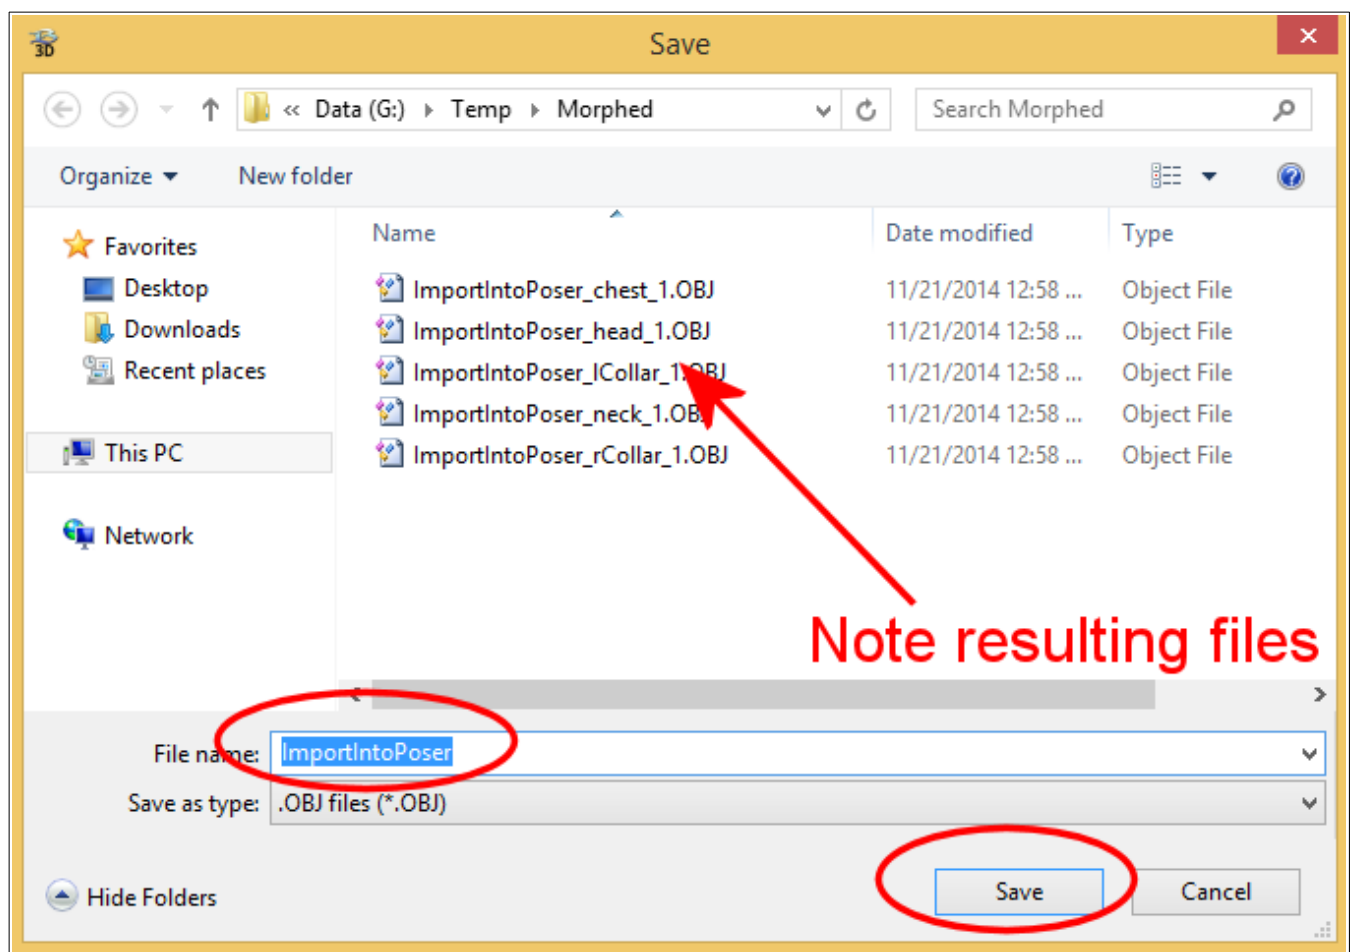 3D
Save
« Data (G:) Temp Morphed
Search Morphed
Organize
New folder
Name
Date modified
Type
Favorites
Desktop
Downloads
Recent places
This PC
Network
ImportIntoPoser_chest_1.OBJ 11/21/2014 12:58 ... Object File
ImportIntoPoser_head_1.OBJ 11/21/2014 12:58 ... Object File
ImportIntoPoser_lCollar_1.OBJ 11/21/2014 12:58 ... Object File
ImportIntoPoser_neck_1.OBJ 11/21/2014 12:58 ... Object File
ImportIntoPoser_rCollar_1.OBJ 11/21/2014 12:58 ... Object File
Note resulting files
File name: ImportIntoPoser
Save as type: .OBJ files (*.OBJ)
Hide Folders
Save
Cancel